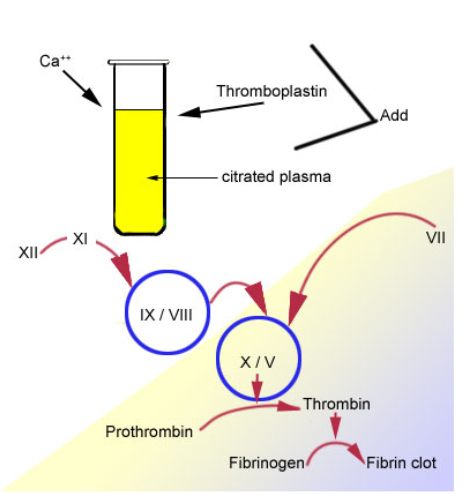 Ca⁺⁺
Thromboplastin
Add
citrated plasma
XII
XI
VII
IX / VIII
X / V
Thrombin
Prothrombin
Fibrinogen
Fibrin clot